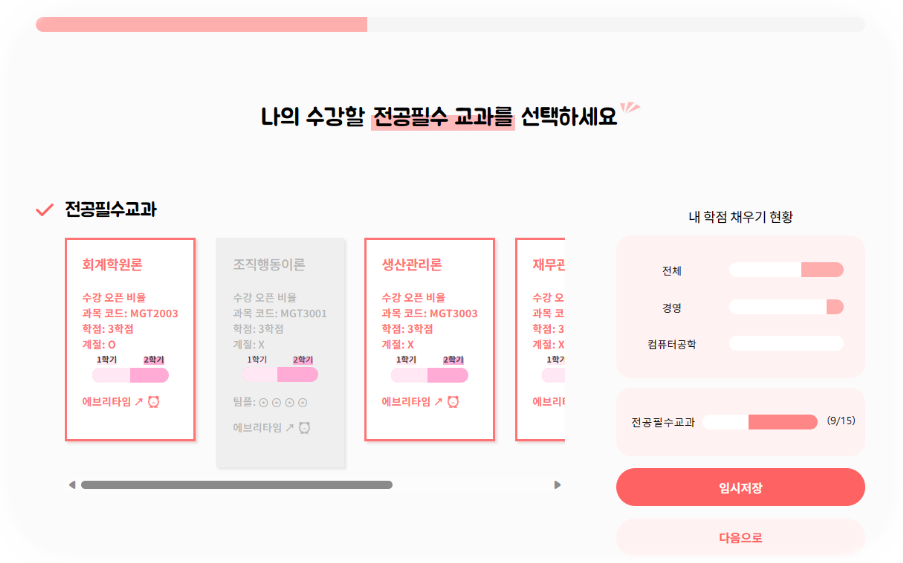 나의 수강할 전공필수 교과를 선택하세요
전공필수교과
회계학원론
수강 오픈 비율
과목 코드: MGT2003
학점: 3학점
계절: O
1학기 2학기
에브리타임 ↗
조직행동이론
수강 오픈 비율
과목 코드: MGT3001
학점: 3학점
계절: X
1학기 2학기
팀플:
에브리타임 ↗
생산관리론
수강 오픈 비율
과목 코드: MGT3003
학점: 3학점
계절: X
1학기 2학기
에브리타임 ↗
재무관
수강 오
과목 코
학점: 3
계절: X
1학기
에브리티
내 학점 채우기 현황
전체
경영
컴퓨터공학
전공필수교과 (9/15)
임시저장
다음으로